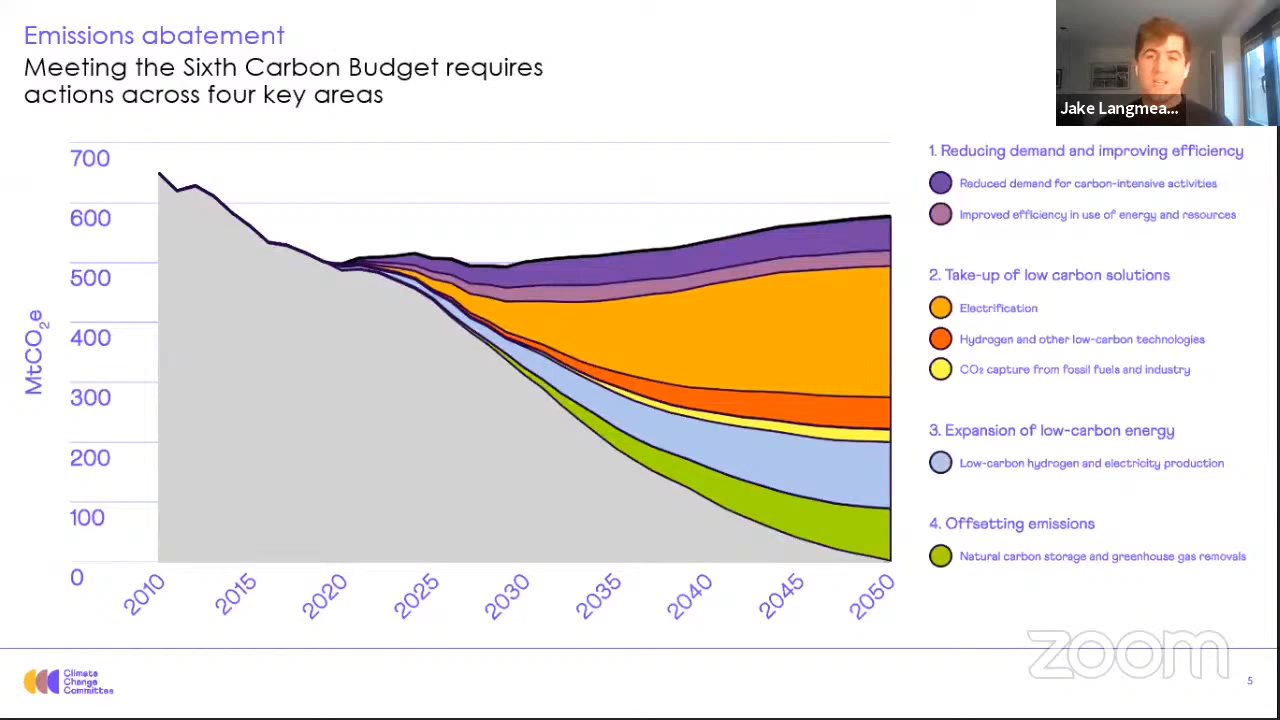 Emissions abatement
Meeting the Sixth Carbon Budget requires
actions across four key areas
Jake Langmea...
MtCO₂e
700
600
500
400
300
200
100
0
2010
2015
2020
2025
2030
2035
2040
2045
2050
1. Reducing demand and improving efficiency
Reduced demand for carbon-intensive activities
Improved efficiency in use of energy and resources
2. Take-up of low carbon solutions
Electrification
Hydrogen and other low-carbon technologies
CO₂ capture from fossil fuels and industry
3. Expansion of low-carbon energy
Low-carbon hydrogen and electricity production
4. Offsetting emissions
Natural carbon storage and greenhouse gas removals
Climate
Change
Committee
zoom
5